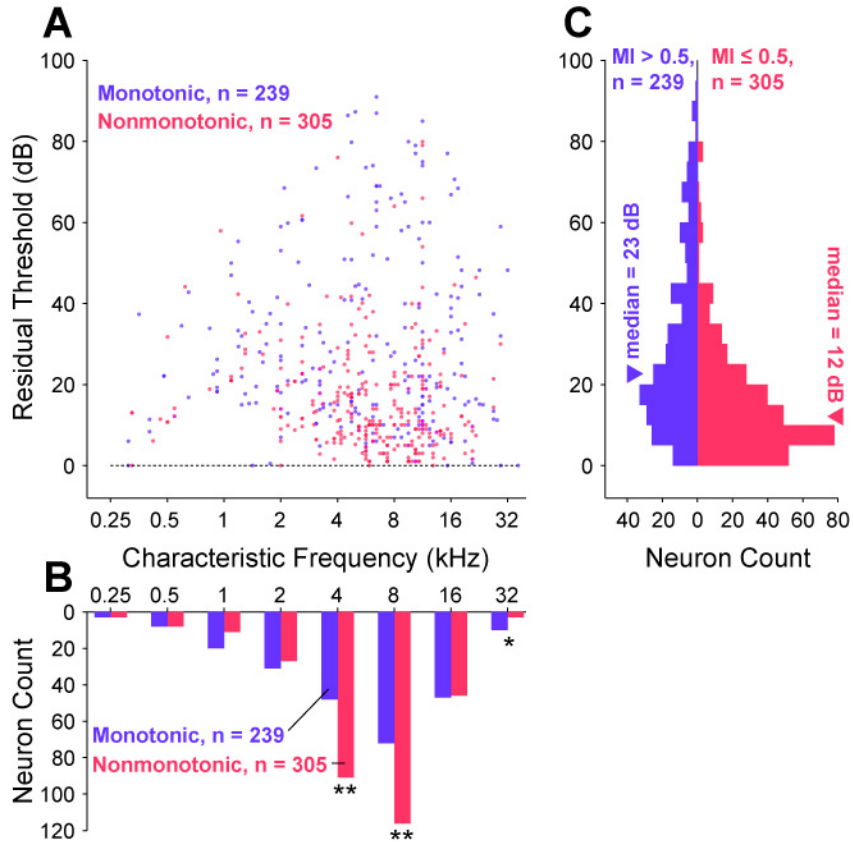 A
Residual Threshold (dB)
100
80
60
40
20
0
Monotonic, n = 239
Nonmonotonic, n = 305
0.25 0.5 1 2 4 8 16 32
Characteristic Frequency (kHz)
C
100
80
60
40
20
0
MI > 0.5,
n = 239
MI ≤ 0.5,
n = 305
median = 23 dB
median = 12 dB
40 20 0 20 40 60 80
Neuron Count
B
0.25 0.5 1 2 4 8 16 32
Neuron Count
0
20
40
60
80
100
120
Monotonic, n = 239
Nonmonotonic, n = 305
**
**
*